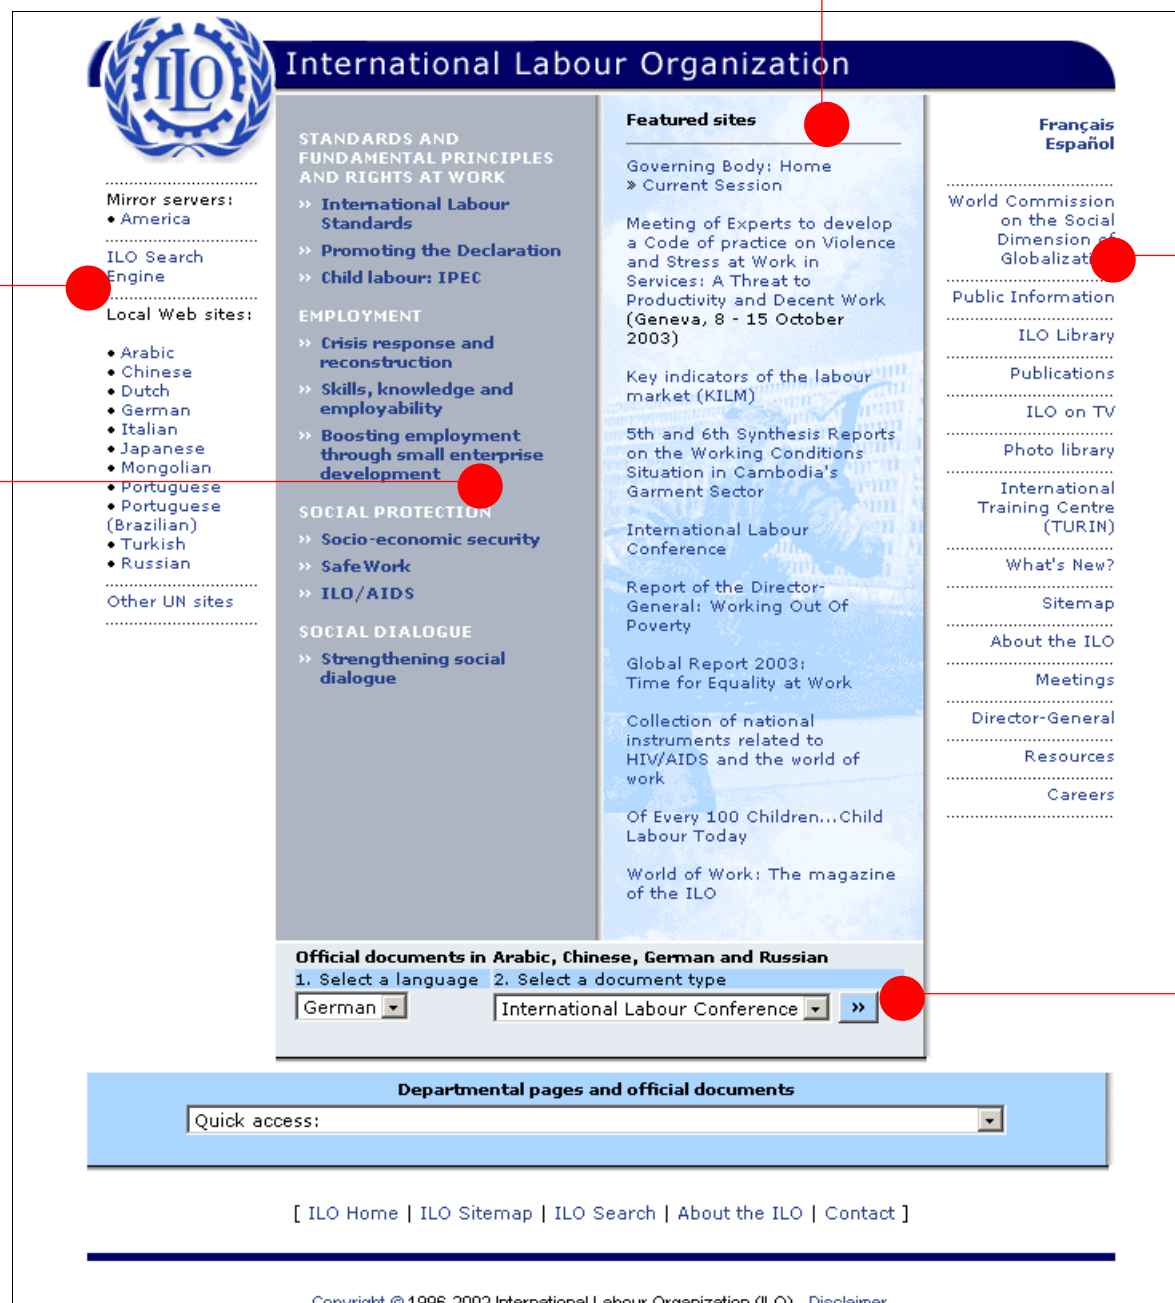 ILO
International Labour Organization
Mirror servers:
• America
ILO Search
Engine
Local Web sites:
• Arabic
• Chinese
• Dutch
• German
• Italian
• Japanese
• Mongolian
• Portuguese
• Portuguese
(Brazilian)
• Turkish
• Russian
Other UN sites
STANDARDS AND
FUNDAMENTAL PRINCIPLES
AND RIGHTS AT WORK
» International Labour
Standards
» Promoting the Declaration
» Child labour: IPEC
EMPLOYMENT
» Crisis response and
reconstruction
» Skills, knowledge and
employability
» Boosting employment
through small enterprise
development
SOCIAL PROTECTION
» Socio-economic security
» SafeWork
» ILO/AIDS
SOCIAL DIALOGUE
» Strengthening social
dialogue
Featured sites
Governing Body: Home
» Current Session
Meeting of Experts to develop
a Code of practice on Violence
and Stress at Work in
Services: A Threat to
Productivity and Decent Work
(Geneva, 8 - 15 October
2003)
Key indicators of the labour
market (KILM)
5th and 6th Synthesis Reports
on the Working Conditions
Situation in Cambodia's
Garment Sector
International Labour
Conference
Report of the Director-
General: Working Out Of
Poverty
Global Report 2003:
Time for Equality at Work
Collection of national
instruments related to
HIV/AIDS and the world of
work
Of Every 100 Children...Child
Labour Today
World of Work: The magazine
of the ILO
Français
Español
World Commission
on the Social
Dimension of
Globalization
Public Information
ILO Library
Publications
ILO on TV
Photo library
International
Training Centre
(TURIN)
What's New?
Sitemap
About the ILO
Meetings
Director-General
Resources
Careers
Official documents in Arabic, Chinese, German and Russian
1. Select a language 2. Select a document type
German International Labour Conference »
Departmental pages and official documents
Quick access:
[ ILO Home | ILO Sitemap | ILO Search | About the ILO | Contact ]
Copyright © 1996-2002 International Labour Organization (ILO) - Disclaimer